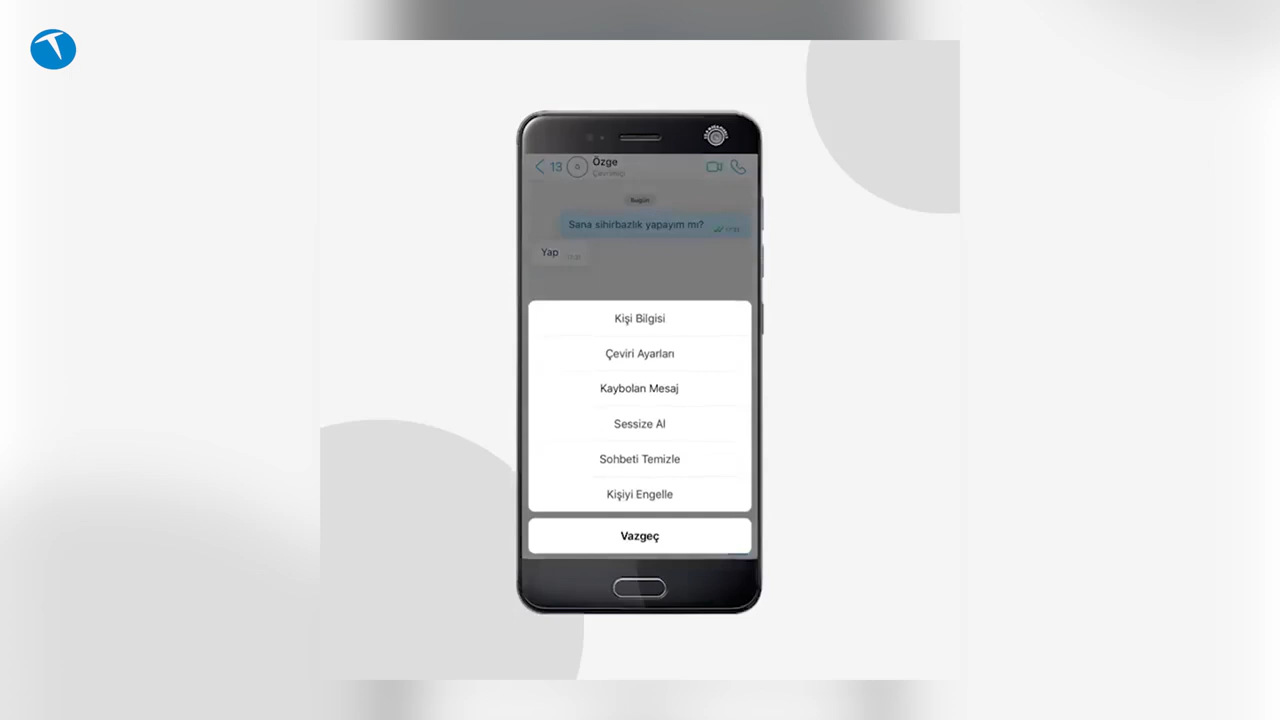 13
Özge
Çevrimiçi
Bugün
Sana sihirbazlık yapayım mı?
Yap
Kişi Bilgisi
Çeviri Ayarları
Kaybolan Mesaj
Sessize Al
Sohbeti Temizle
Kişiyi Engelle
Vazgeç